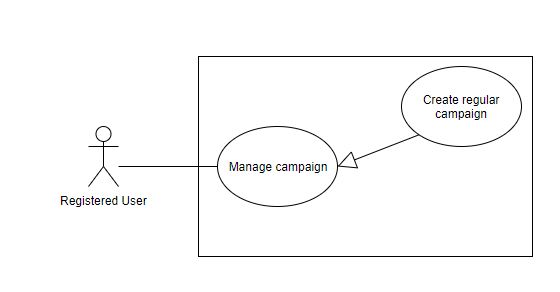 Create regular
campaign
Manage campaign
Registered User